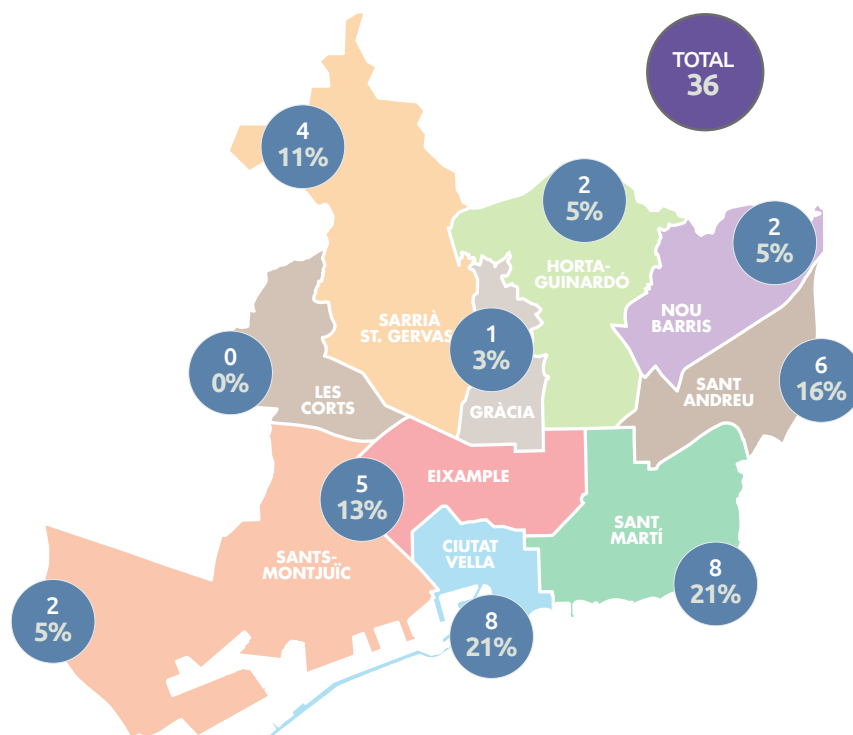 TOTAL
36
4
11%
2
5%
2
5%
HORTA-
GUINARDÓ
NOU
BARRIS
SARRIÀ
ST. GERVASI
1
3%
0
0%
6
16%
LES
CORTS
GRÀCIA
SANT
ANDREU
5
13%
EIXAMPLE
SANT
MARTÍ
CIUTAT
VELLA
SANTS-
MONTJUÏC
8
21%
2
5%
8
21%